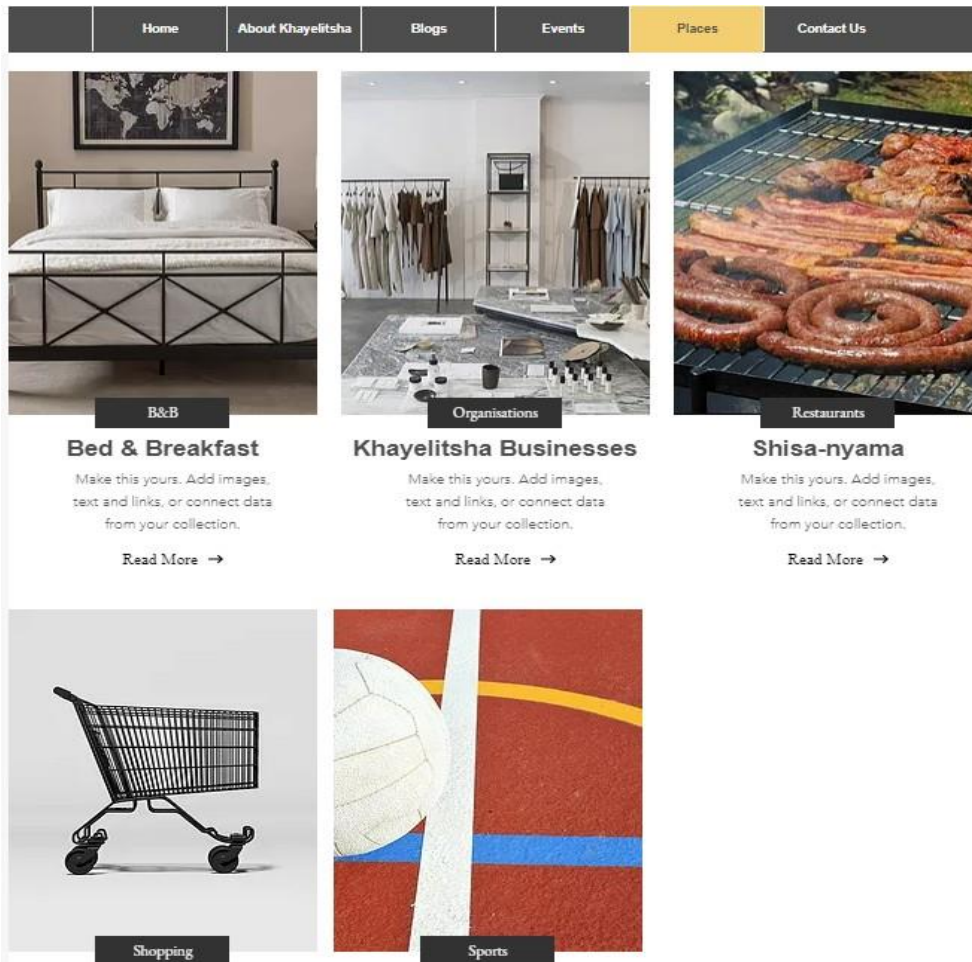 Home About Khayelitsha Blogs Events Places Contact Us
B&B
Bed & Breakfast
Make this yours. Add images,
text and links, or connect data
from your collection.
Read More →
Organisations
Khayelitsha Businesses
Make this yours. Add images,
text and links, or connect data
from your collection.
Read More →
Restaurants
Shisa-nyama
Make this yours. Add images,
text and links, or connect data
from your collection.
Read More →
Shopping
Sports